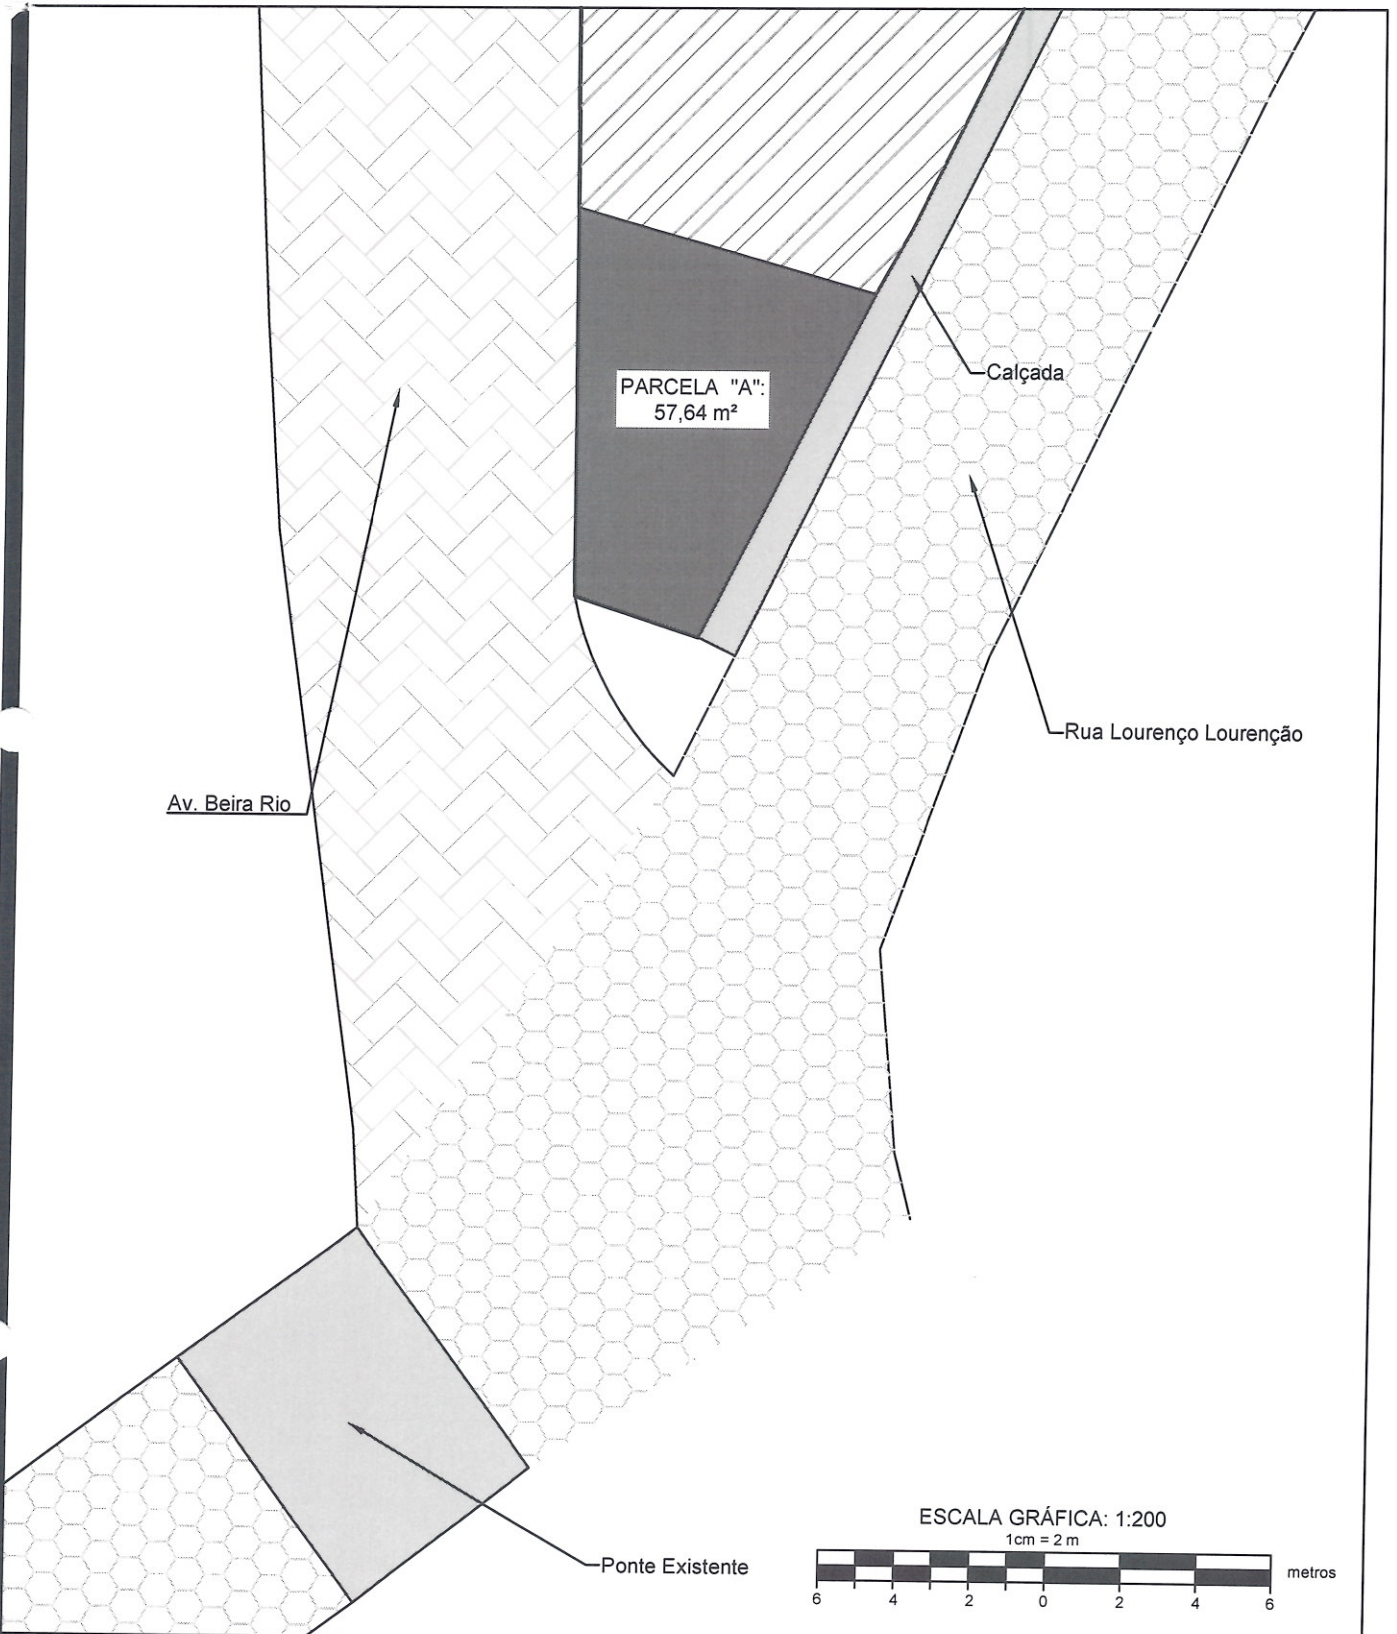 Calçada
PARCELA "A":
57,64 m²
Rua Lourenço Lourenção
Av. Beira Rio
ESCALA GRÁFICA: 1:200
1cm = 2 m
metros
6 4 2 0 2 4 6
Ponte Existente